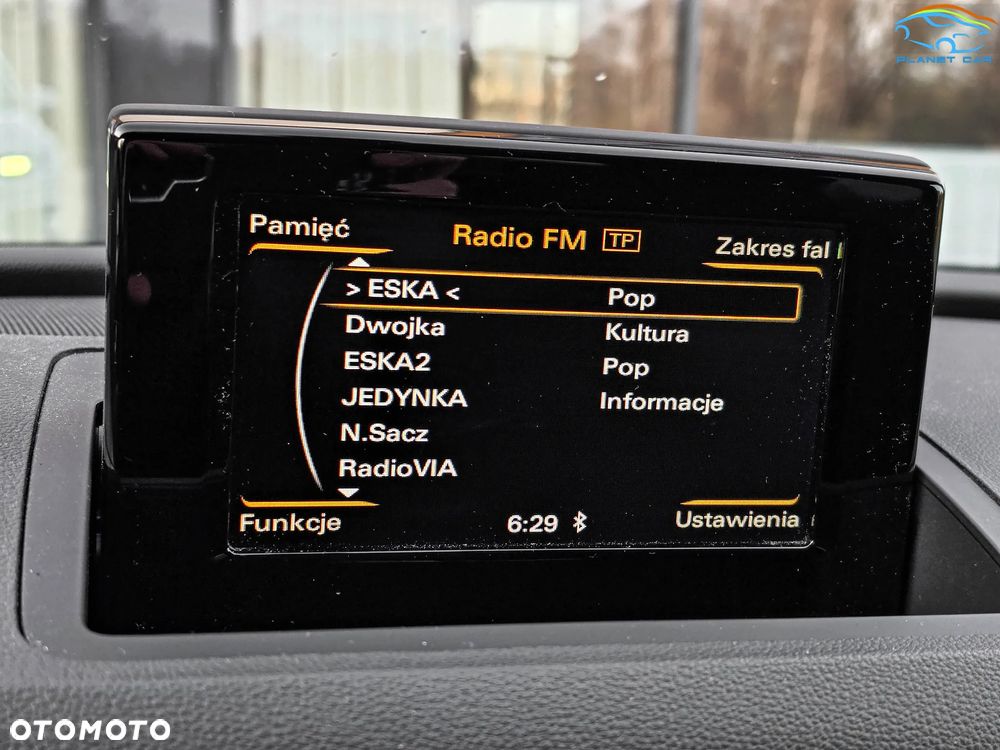 PLANET CAR
Pamięć
Radio FM TP
Zakres fal
> ESKA < Pop
Dwojka Kultura
ESKA2 Pop
JEDYNKA Informacje
N.Sacz
RadioVIA
Funkcje
6:29
Ustawienia
OTOMOTO